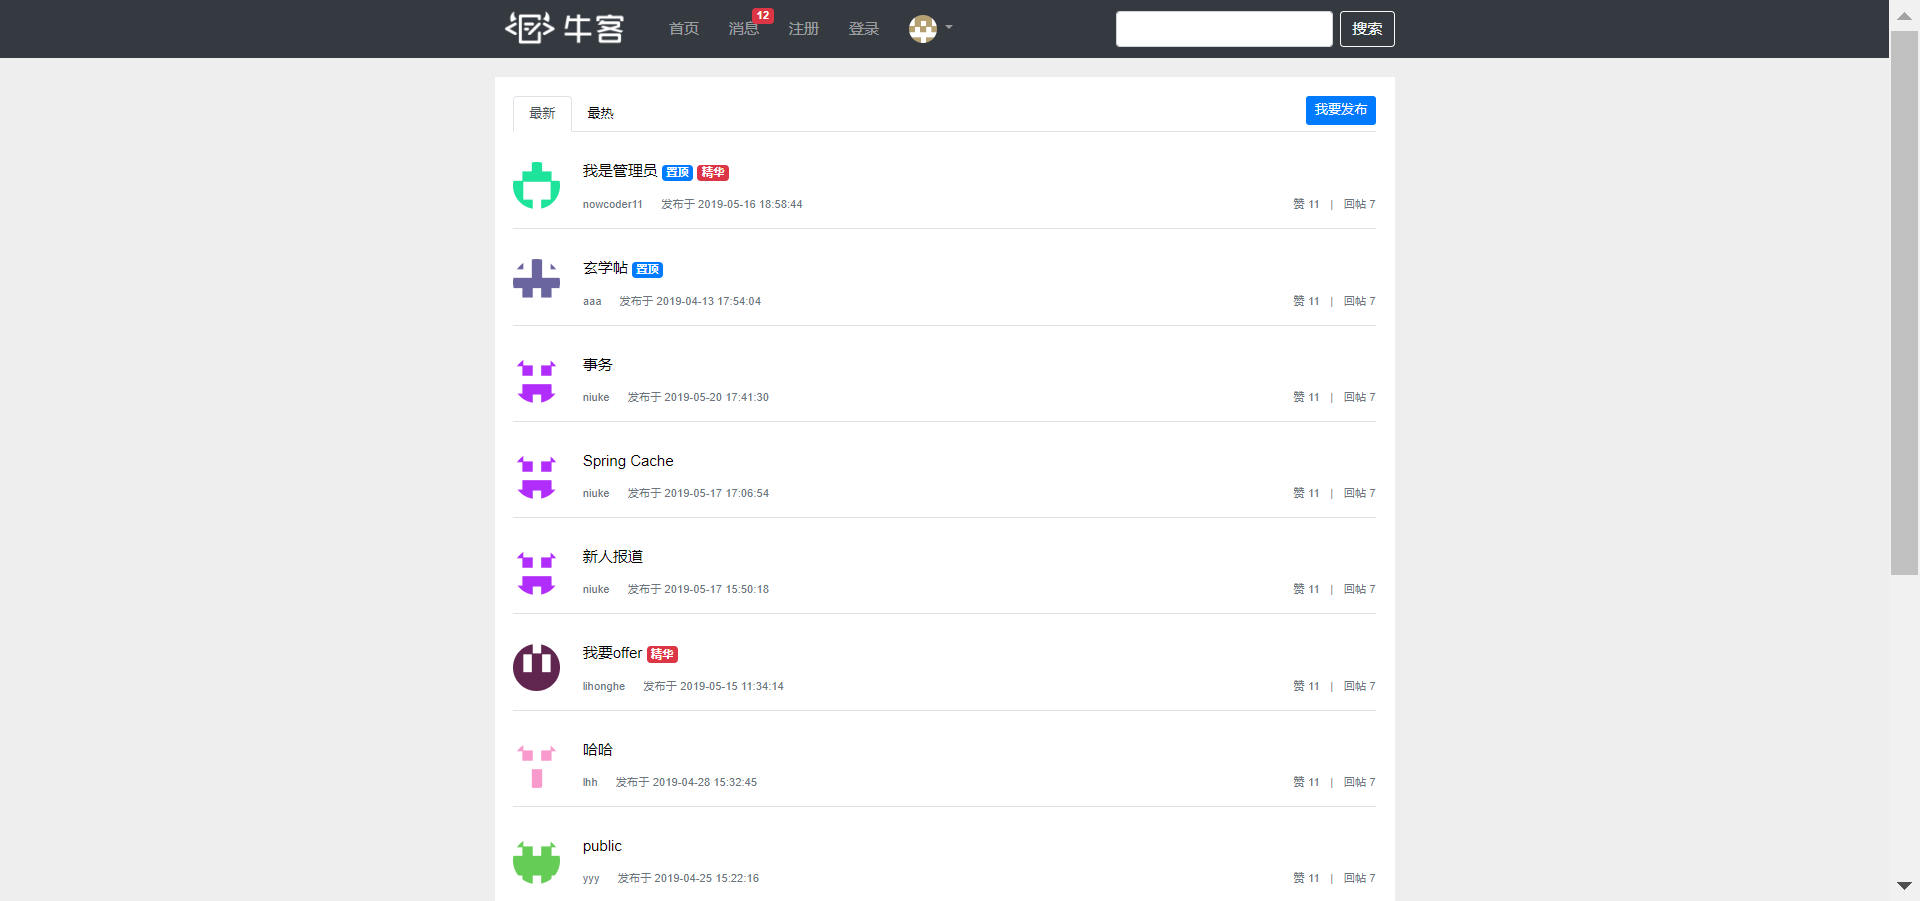 牛客 首页 消息 12 注册 登录 搜索
最新 最热 我要发布
我是管理员 置顶 精华
nowcoder11 发布于 2019-05-16 18:58:44 赞 11 | 回帖 7
玄学帖 置顶
aaa 发布于 2019-04-13 17:54:04 赞 11 | 回帖 7
事务
niuke 发布于 2019-05-20 17:41:30 赞 11 | 回帖 7
Spring Cache
niuke 发布于 2019-05-17 17:06:54 赞 11 | 回帖 7
新人报道
niuke 发布于 2019-05-17 15:50:18 赞 11 | 回帖 7
我要offer 精华
lihonghe 发布于 2019-05-15 11:34:14 赞 11 | 回帖 7
哈哈
lhh 发布于 2019-04-28 15:32:45 赞 11 | 回帖 7
public
yyy 发布于 2019-04-25 15:22:16 赞 11 | 回帖 7